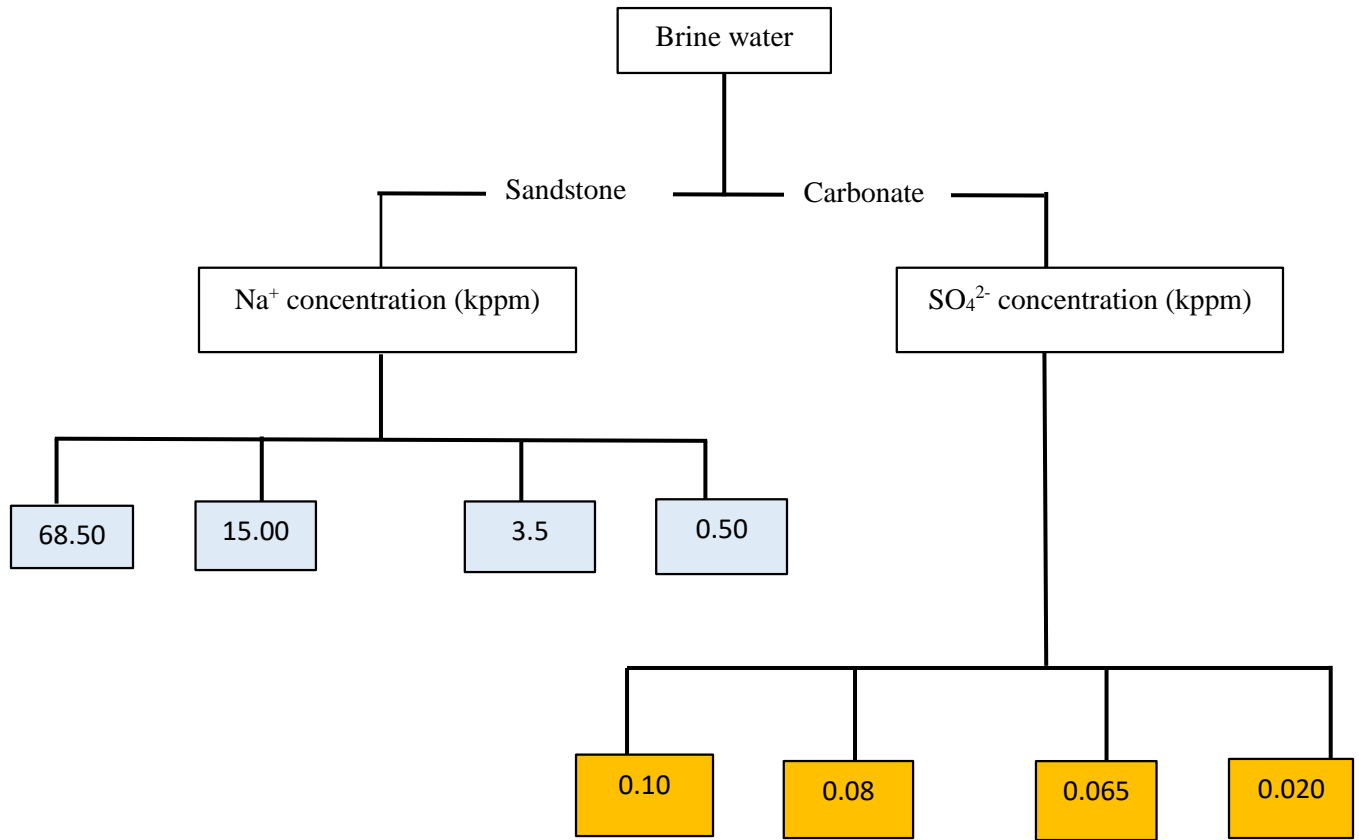 Brine water
Sandstone
Carbonate
Na⁺ concentration (kppm)
SO₄²⁻ concentration (kppm)
68.50
15.00
3.5
0.50
0.10
0.08
0.065
0.020